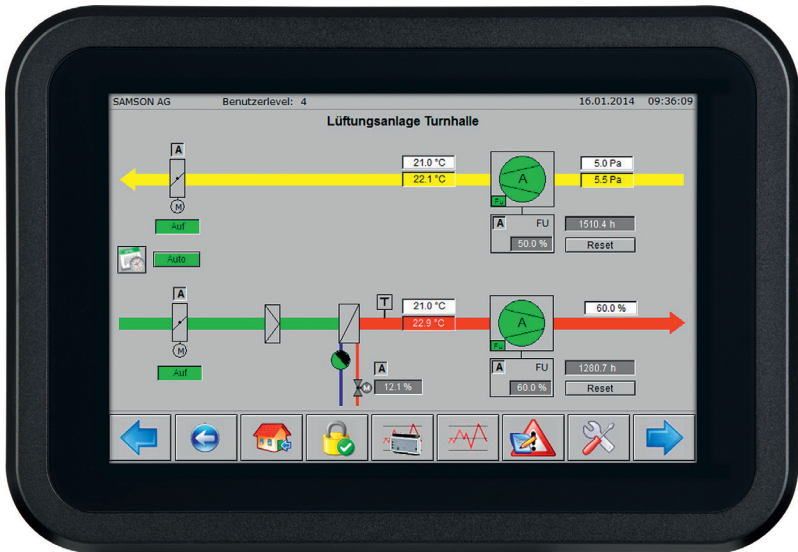 SAMSON AG Benutzerlevel: 4 16.01.2014 09:36:09
Lüftungsanlage Turnhalle
A
21.0 °C
5.0 Pa
22.1 °C
A
5.5 Pa
Fu
M
Auf
A FU
1510.4 h
50.0 %
Reset
Auto
A
T
21.0 °C
60.0 %
22.9 °C
A
Fu
M
Auf
A
A FU
1280.7 h
M
12.1 %
60.0 %
Reset